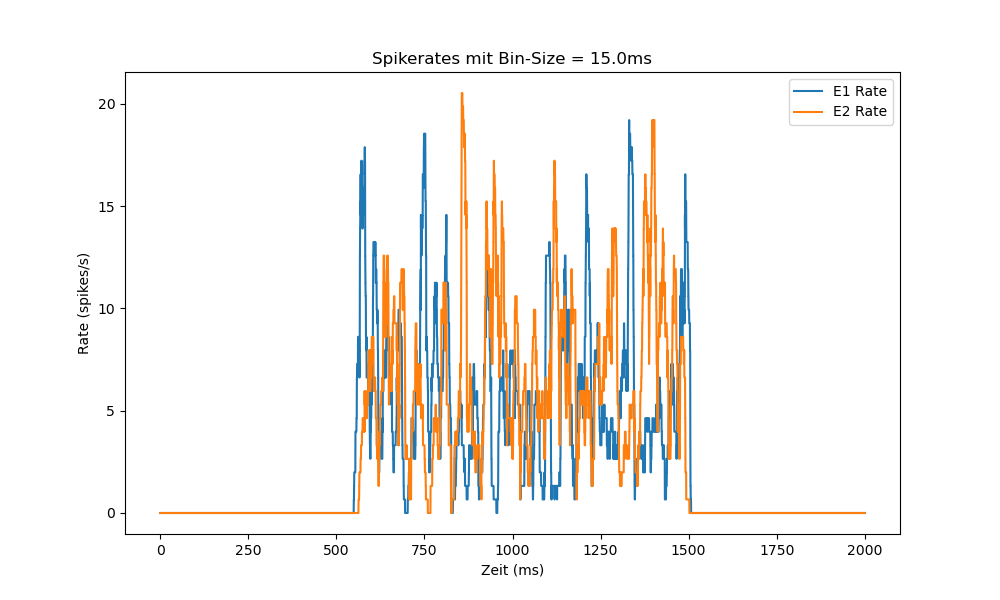 Spikerates mit Bin-Size = 15.0ms
E1 Rate
E2 Rate
20
15
10
5
0
Rate (spikes/s)
0 250 500 750 1000 1250 1500 1750 2000
Zeit (ms)